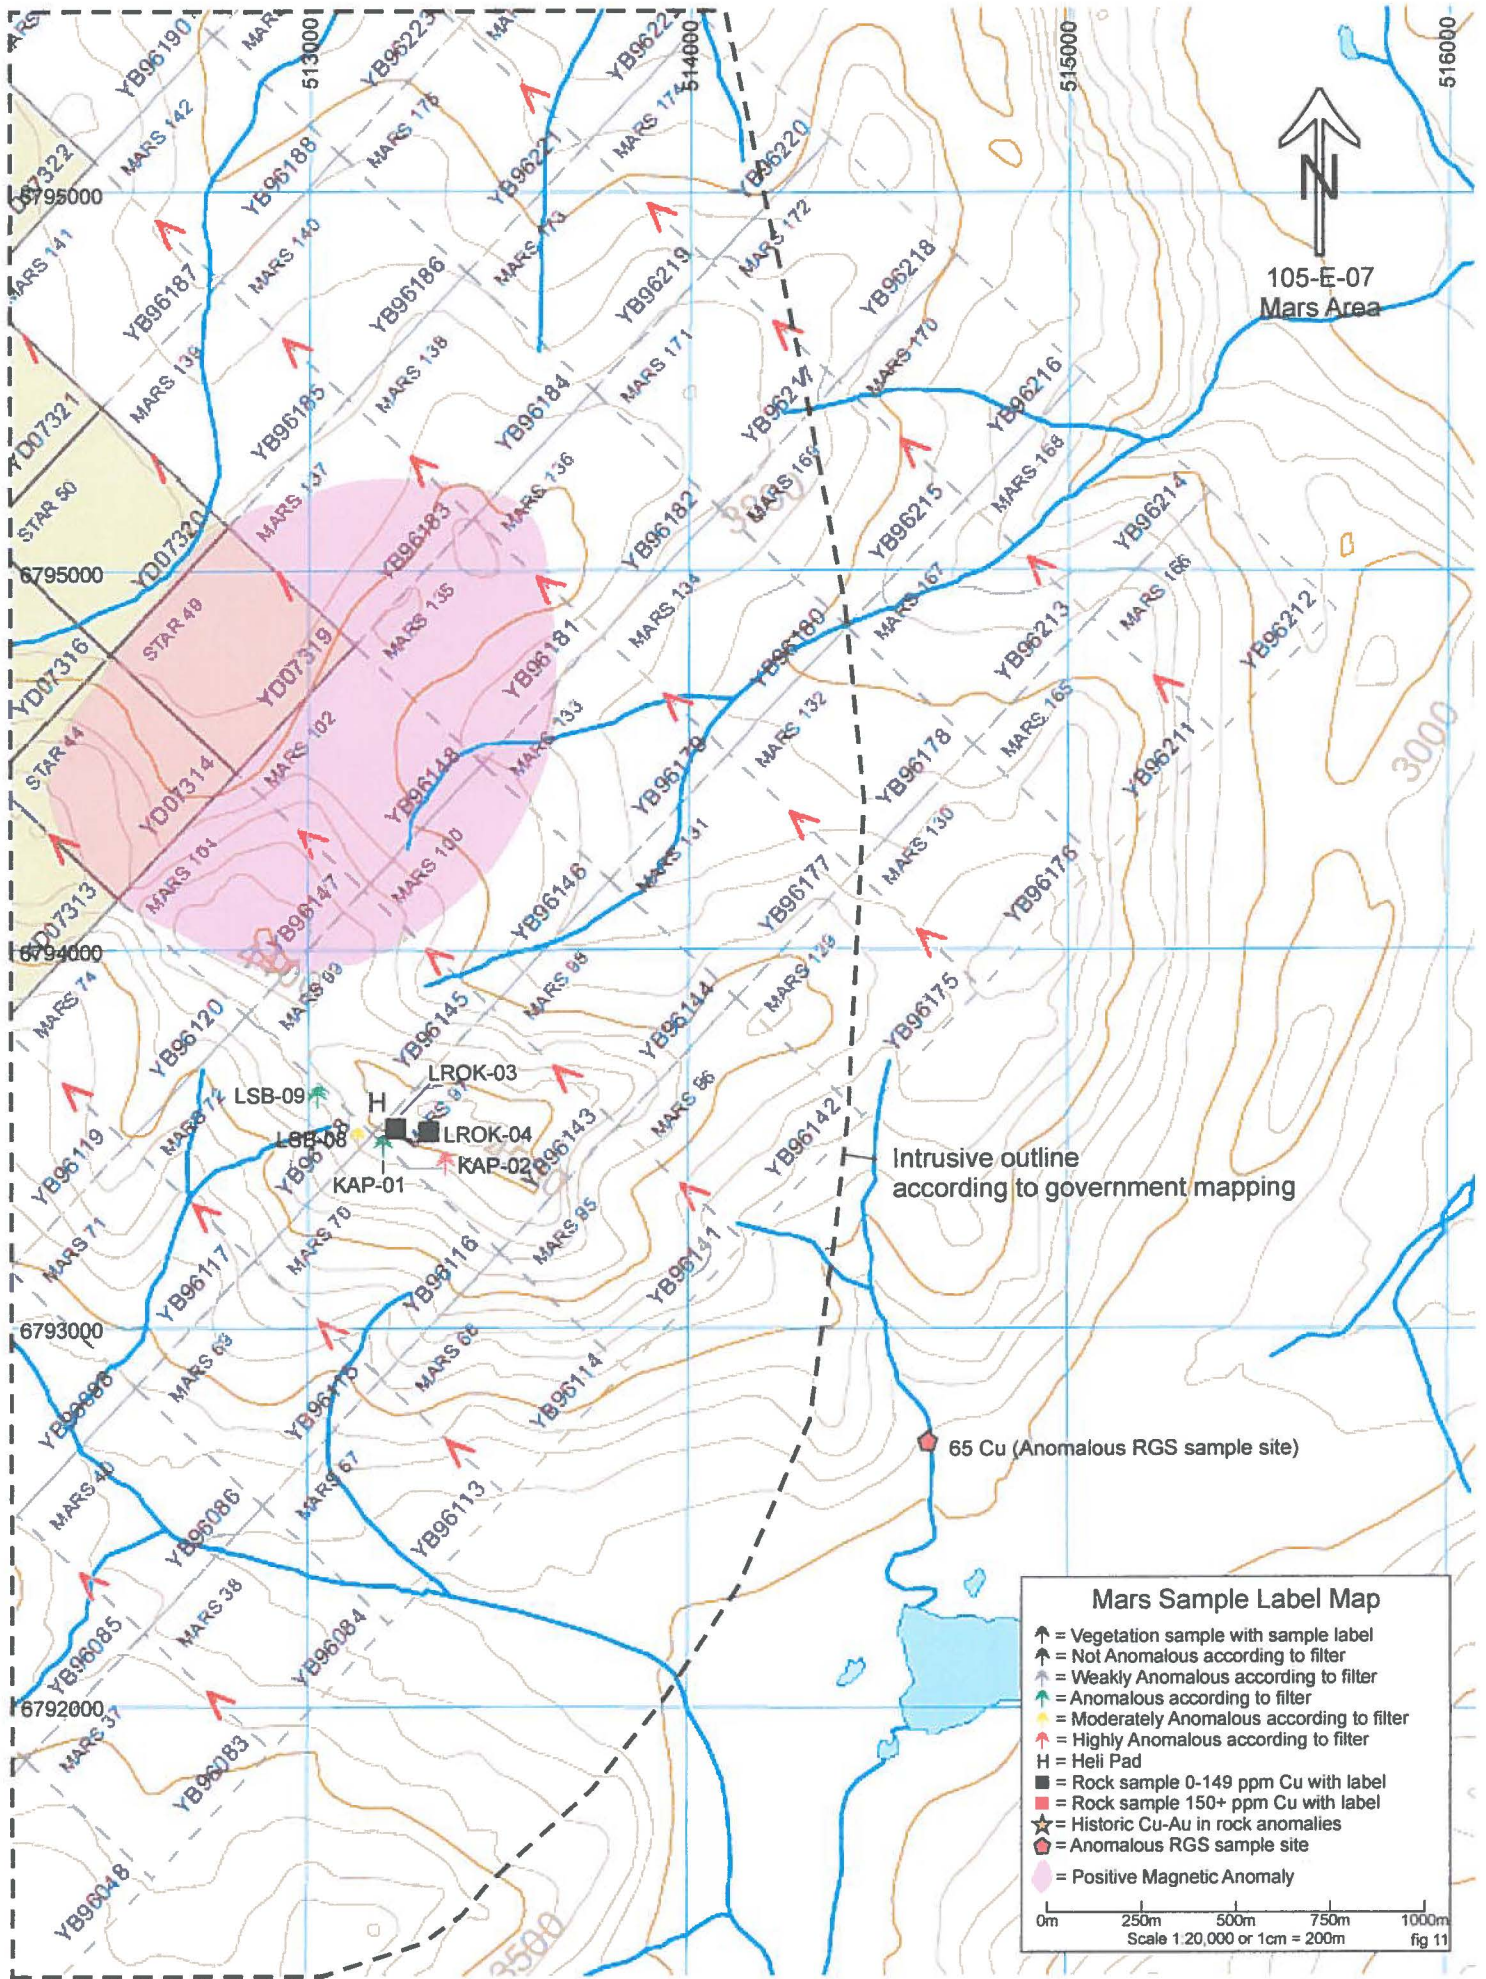 513000
514000
515000
516000
YB96190
YB96223
MARS 142
MARS 175
MARS 174
YB96188
YB96221
YB96220
6795000
MARS 141
MARS 140
MARS 173
MARS 172
N
105-E-07
Mars Area
YB96187
YB96186
YB96219
YB96218
MARS 139
MARS 138
MARS 171
MARS 170
YD07321
YB96185
YB96184
YB96216
STAR 50
MARS 137
MARS 136
MARS 169
MARS 168
YD07320
YB96183
YB96182
YB96215
YB96214
6795000
STAR 49
MARS 135
MARS 134
MARS 167
MARS 166
YD07316
YD07319
YB96181
YB96180
YB96213
YB96212
STAR 44
MARS 102
MARS 133
MARS 132
MARS 165
3000
YD07314
YB96148
YB96179
YB96178
YB96211
MARS 101
MARS 100
MARS 131
MARS 130
YB96147
YB96146
YB96177
YB96176
6794000
MARS 74
MARS 99
MARS 98
MARS 129
YB96120
YB96145
YB96144
YB96175
LROK-03
LSB-09
H
MARS 72
MARS 97
MARS 96
LSB-08
LROK-04
YB96119
KAP-02
YB96143
YB96142
KAP-01
Intrusive outline
according to government mapping
MARS 71
MARS 70
MARS 95
YB96117
YB96116
YB96141
6793000
MARS 69
MARS 68
YB96115
YB96114
65 Cu (Anomalous RGS sample site)
MARS 40
MARS 67
YB96086
YB96113
MARS 38
YB96085
YB96084
6792000
MARS 37
YB96083
YB96048
3500
Mars Sample Label Map
= Vegetation sample with sample label
= Not Anomalous according to filter
= Weakly Anomalous according to filter
= Anomalous according to filter
= Moderately Anomalous according to filter
= Highly Anomalous according to filter
H = Heli Pad
= Rock sample 0-149 ppm Cu with label
= Rock sample 150+ ppm Cu with label
= Historic Cu-Au in rock anomalies
= Anomalous RGS sample site
= Positive Magnetic Anomaly
0m 250m 500m 750m 1000m
Scale 1:20,000 or 1cm = 200m
fig 11